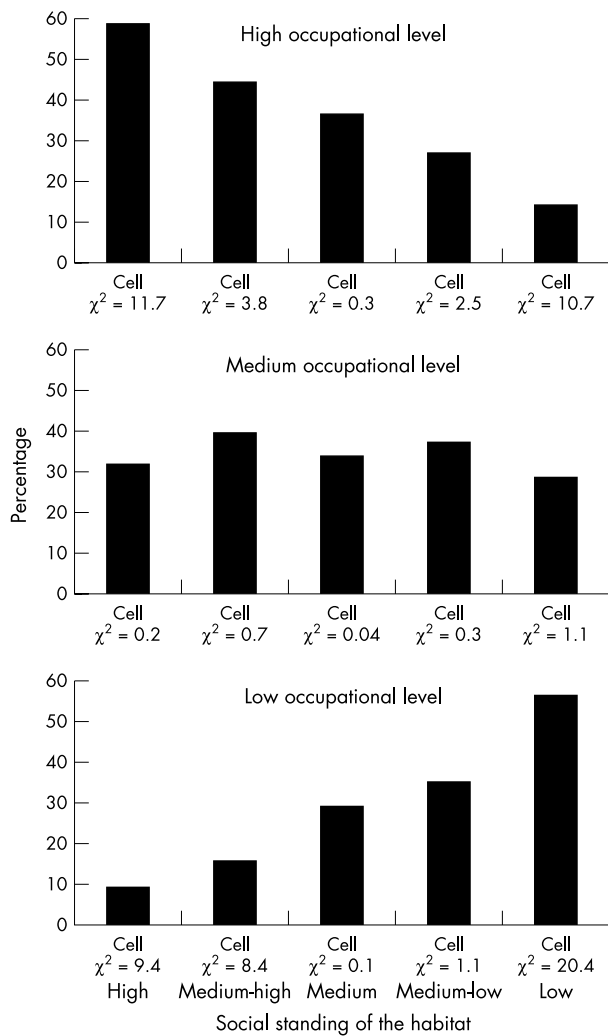 High occupational level
60
50
40
30
20
10
0
Cell Cell Cell Cell Cell
χ² = 11.7 χ² = 3.8 χ² = 0.3 χ² = 2.5 χ² = 10.7
Medium occupational level
60
50
40
30
20
10
0
Percentage
Cell Cell Cell Cell Cell
χ² = 0.2 χ² = 0.7 χ² = 0.04 χ² = 0.3 χ² = 1.1
Low occupational level
60
50
40
30
20
10
0
Cell Cell Cell Cell Cell
χ² = 9.4 χ² = 8.4 χ² = 0.1 χ² = 1.1 χ² = 20.4
High Medium-high Medium Medium-low Low
Social standing of the habitat